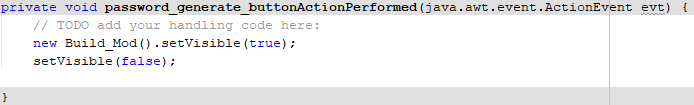 private void password_generate_buttonActionPerformed(java.awt.event.ActionEvent evt) {
// TODO add your handling code here:
new Build_Mod().setVisible(true);
setVisible(false);
}